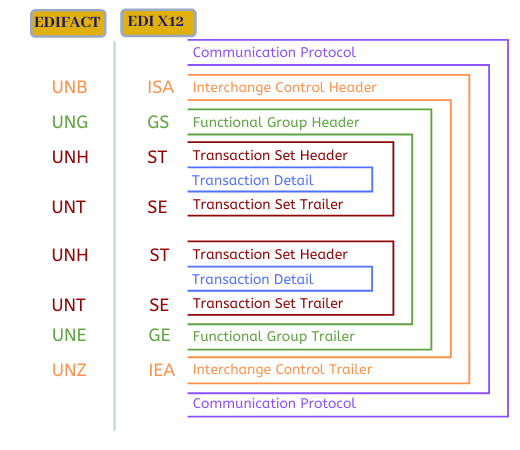 EDIFACT EDI X12
Communication Protocol
UNB ISA Interchange Control Header
UNG GS Functional Group Header
UNH ST Transaction Set Header
Transaction Detail
UNT SE Transaction Set Trailer
UNH ST Transaction Set Header
Transaction Detail
UNT SE Transaction Set Trailer
UNE GE Functional Group Trailer
UNZ IEA Interchange Control Trailer
Communication Protocol